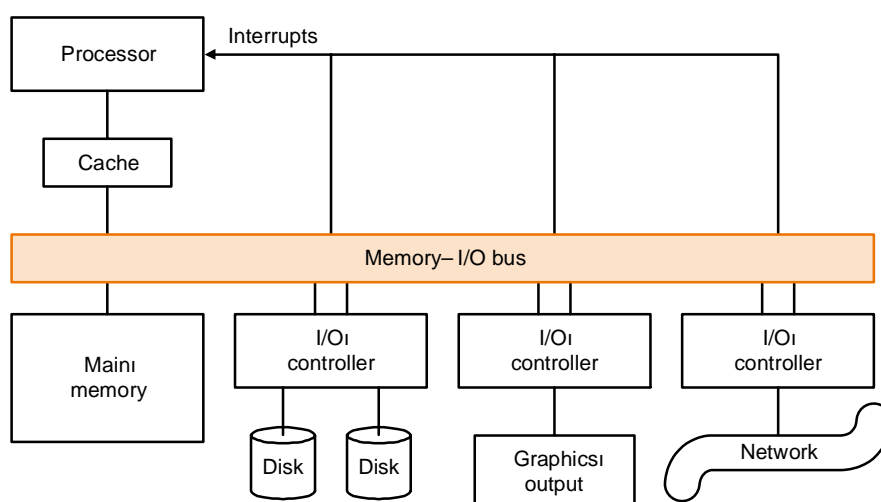 Interrupts
Processor
Cache
Memory– I/O bus
Mainı
memory
I/Oı
controller
I/Oı
controller
I/Oı
controller
Disk
Disk
Graphicsı
output
Network